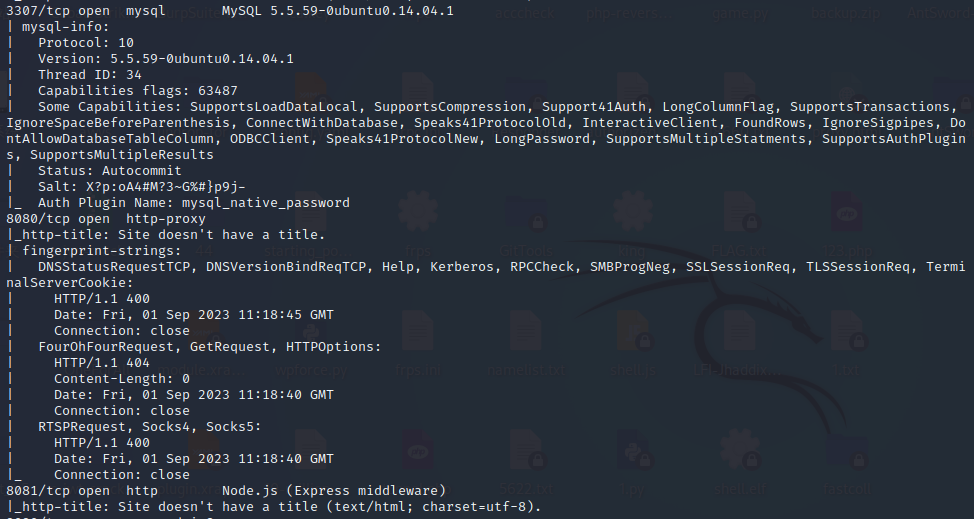 3307/tcp open  mysql       MySQL 5.5.59-0ubuntu0.14.04.1
| mysql-info:
|   Protocol: 10
|   Version: 5.5.59-0ubuntu0.14.04.1
|   Thread ID: 34
|   Capabilities flags: 63487
|   Some Capabilities: SupportsLoadDataLocal, SupportsCompression, Support41Auth, LongColumnFlag, SupportsTransactions,
IgnoreSpaceBeforeParenthesis, ConnectWithDatabase, Speaks41ProtocolOld, InteractiveClient, FoundRows, IgnoreSigpipes, Do
ntAllowDatabaseTableColumn, ODBCClient, Speaks41ProtocolNew, LongPassword, SupportsMultipleStatments, SupportsAuthPlugin
s, SupportsMultipleResults
|   Status: Autocommit
|   Salt: X?p:oA4#M?3~G%#}p9j-
|_  Auth Plugin Name: mysql_native_password
8080/tcp open  http-proxy
|_http-title: Site doesn't have a title.
| fingerprint-strings:
|   DNSStatusRequestTCP, DNSVersionBindReqTCP, Help, Kerberos, RPCCheck, SMBProgNeg, SSLSessionReq, TLSSessionReq, Termi
nalServerCookie:
|     HTTP/1.1 400
|     Date: Fri, 01 Sep 2023 11:18:45 GMT
|     Connection: close
|   FourOhFourRequest, GetRequest, HTTPOptions:
|     HTTP/1.1 404
|     Content-Length: 0
|     Date: Fri, 01 Sep 2023 11:18:40 GMT
|     Connection: close
|   RTSPRequest, Socks4, Socks5:
|     HTTP/1.1 400
|     Date: Fri, 01 Sep 2023 11:18:40 GMT
|_    Connection: close
8081/tcp open  http        Node.js (Express middleware)
|_http-title: Site doesn't have a title (text/html; charset=utf-8).